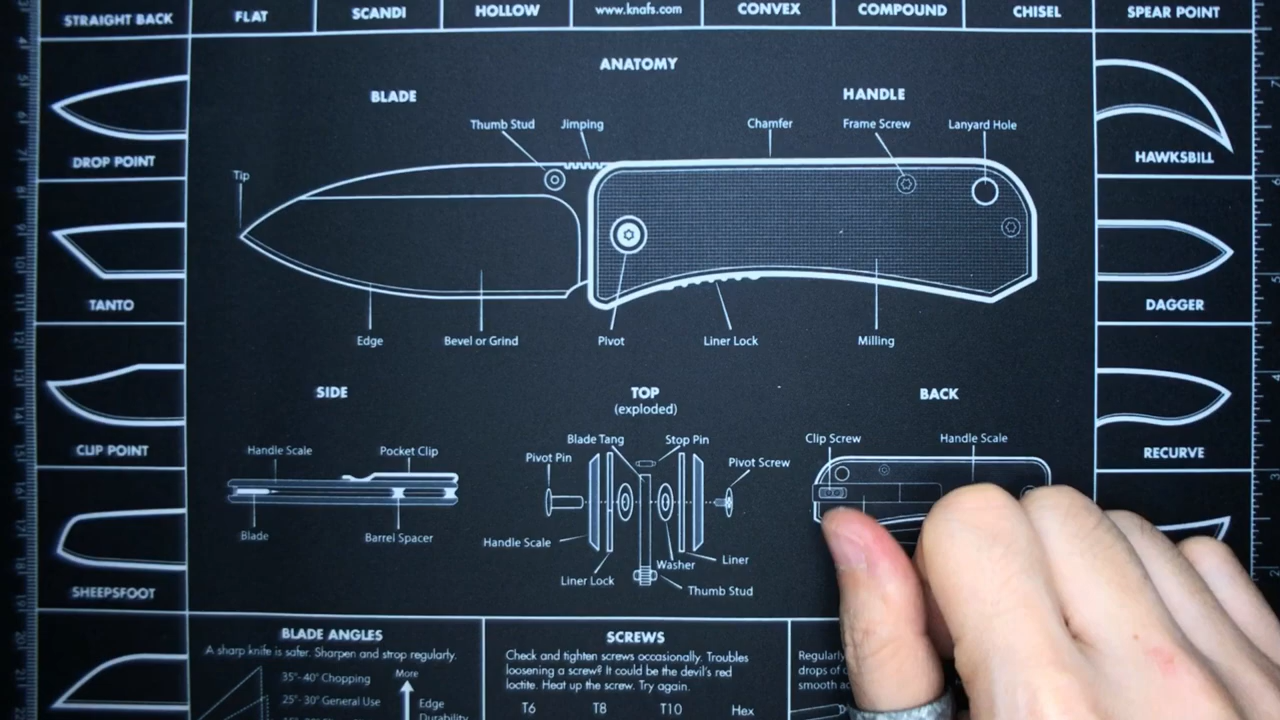 STRAIGHT BACK
FLAT
SCANDI
HOLLOW
www.knafs.com
CONVEX
COMPOUND
CHISEL
SPEAR POINT
ANATOMY
BLADE
HANDLE
Thumb Stud
Jimping
Chamfer
Frame Screw
Lanyard Hole
Tip
DROP POINT
HAWKSBILL
TANTO
DAGGER
Edge
Bevel or Grind
Pivot
Liner Lock
Milling
SIDE
TOP
(exploded)
BACK
CLIP POINT
RECURVE
Handle Scale
Pocket Clip
Blade
Barrel Spacer
Blade Tang
Stop Pin
Pivot Pin
Pivot Screw
Handle Scale
Washer
Liner
Liner Lock
Thumb Stud
Clip Screw
Handle Scale
SHEEPSFOOT
BLADE ANGLES
A sharp knife is safer. Sharpen and strop regularly.
35°- 40° Chopping
25°- 30° General Use
More
Edge
Durability
SCREWS
Check and tighten screws occasionally. Troubles
loosening a screw? It could be the devil's red
loctite. Heat up the screw. Try again.
T6
T8
T10
Hex
Regularly
drops of
smooth